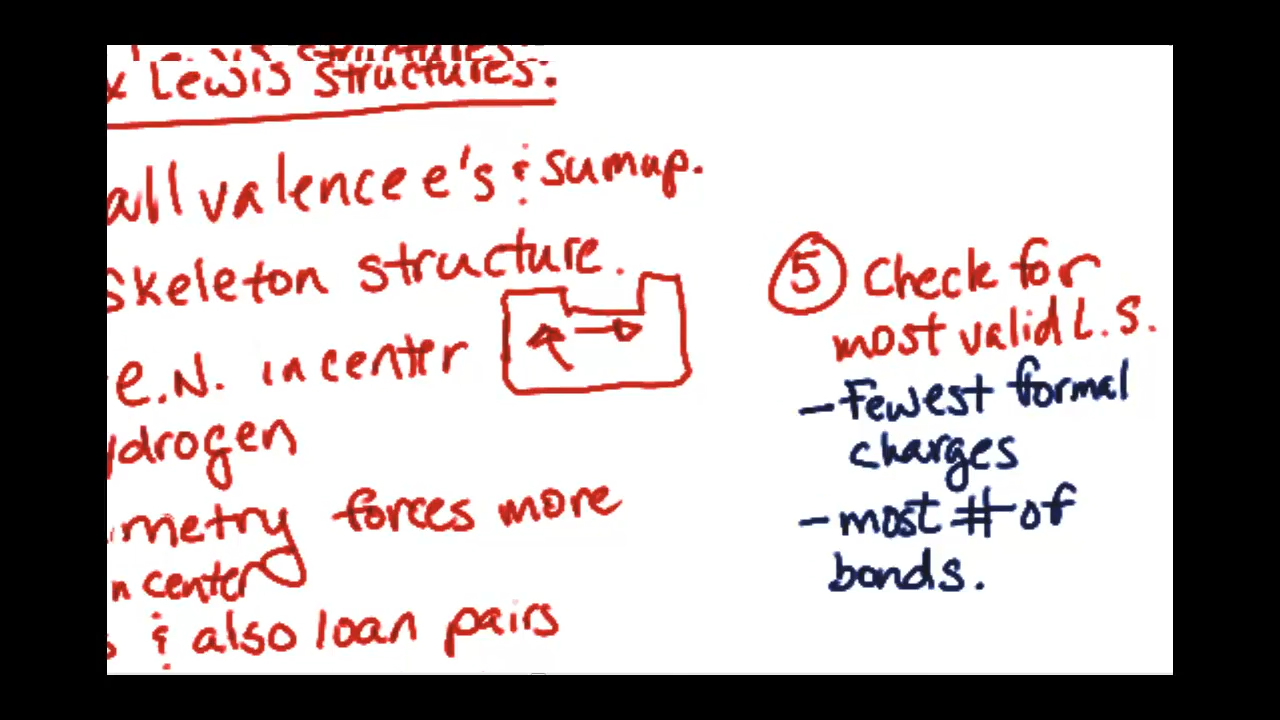 Lewis Structures:
all valence e's & sum up.
skeleton structure.
E.N. in center
ydrogen
metry forces more
n center
& also loan pairs
5 Check for
most valid L.S.
- Fewest formal
charges
- most # of
bonds.